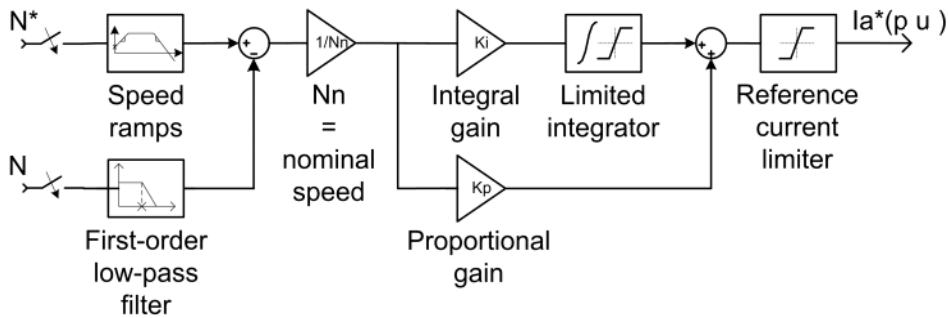 N*
Ia*(p u )
1/Nn
Ki
+
-
+
+
Speed
ramps
Nn
=
nominal
speed
Integral
gain
Limited
integrator
Reference
current
limiter
N
Kp
First-order
low-pass
filter
Proportional
gain